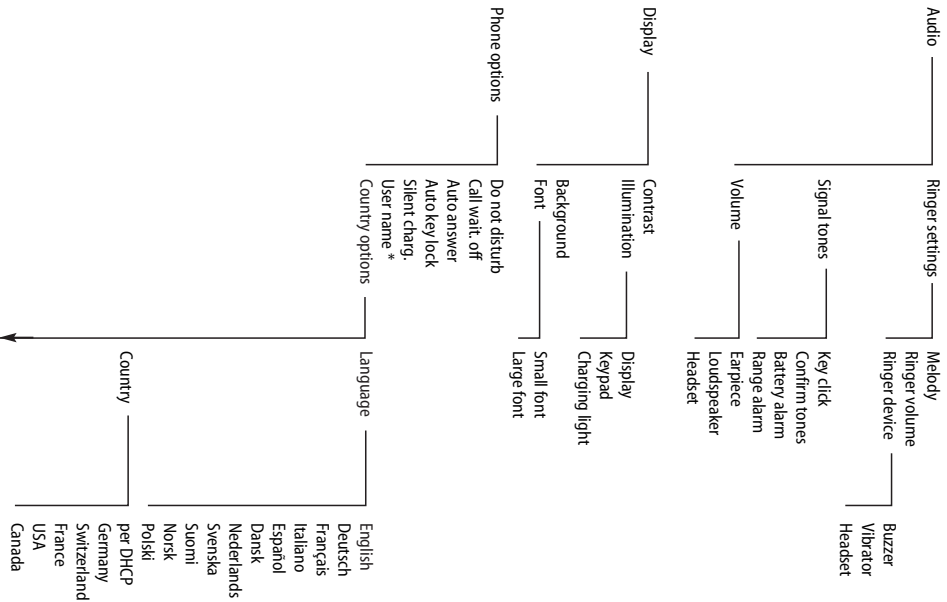 Audio
Ringer settings
Melody
Ringer volume
Ringer device
Buzzer
Vibrator
Headset
Signal tones
Key click
Confirm tones
Battery alarm
Range alarm
Volume
Earpiece
Loudspeaker
Headset
Display
Contrast
Illumination
Display
Keypad
Charging light
Background
Font
Small font
Large font
Phone options
Do not disturb
Call wait. off
Auto answer
Auto key lock
Silent charg.
User name *
Country options
Language
English
Deutsch
Français
Italiano
Español
Dansk
Nederlands
Svenska
Suomi
Norsk
Polski
Country
per DHCP
Germany
Switzerland
France
USA
Canada